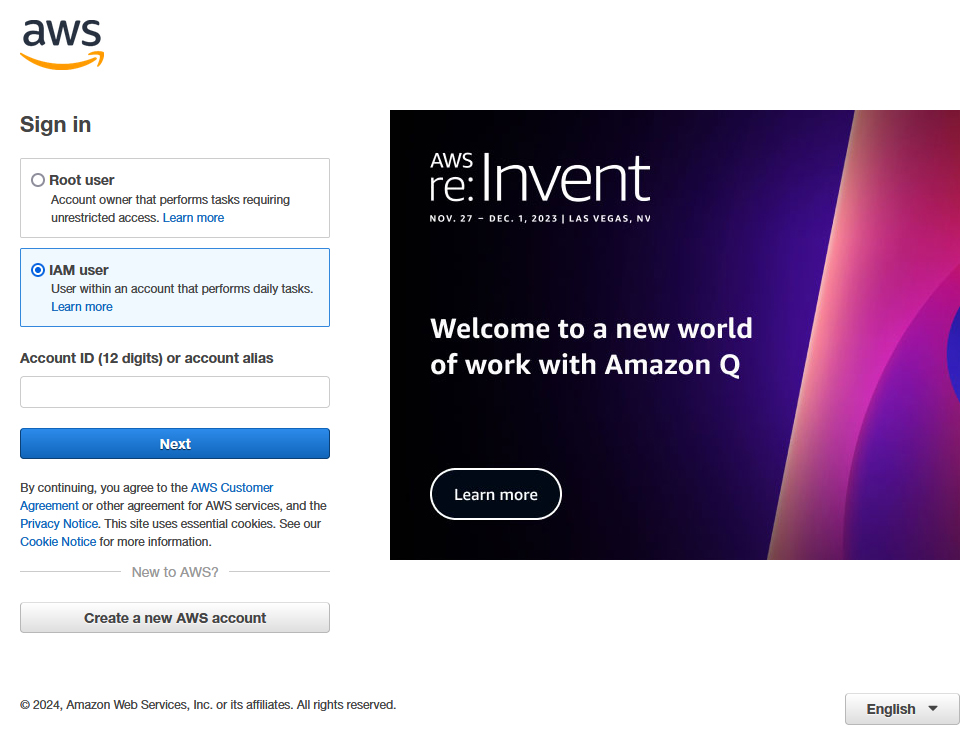 aws
Sign in
Root user
Account owner that performs tasks requiring
unrestricted access. Learn more
IAM user
User within an account that performs daily tasks.
Learn more
Account ID (12 digits) or account alias
Next
By continuing, you agree to the AWS Customer
Agreement or other agreement for AWS services, and the
Privacy Notice. This site uses essential cookies. See our
Cookie Notice for more information.
New to AWS?
Create a new AWS account
AWS
re:Invent
NOV. 27 – DEC. 1, 2023 | LAS VEGAS, NV
Welcome to a new world
of work with Amazon Q
Learn more
© 2024, Amazon Web Services, Inc. or its affiliates. All rights reserved.
English